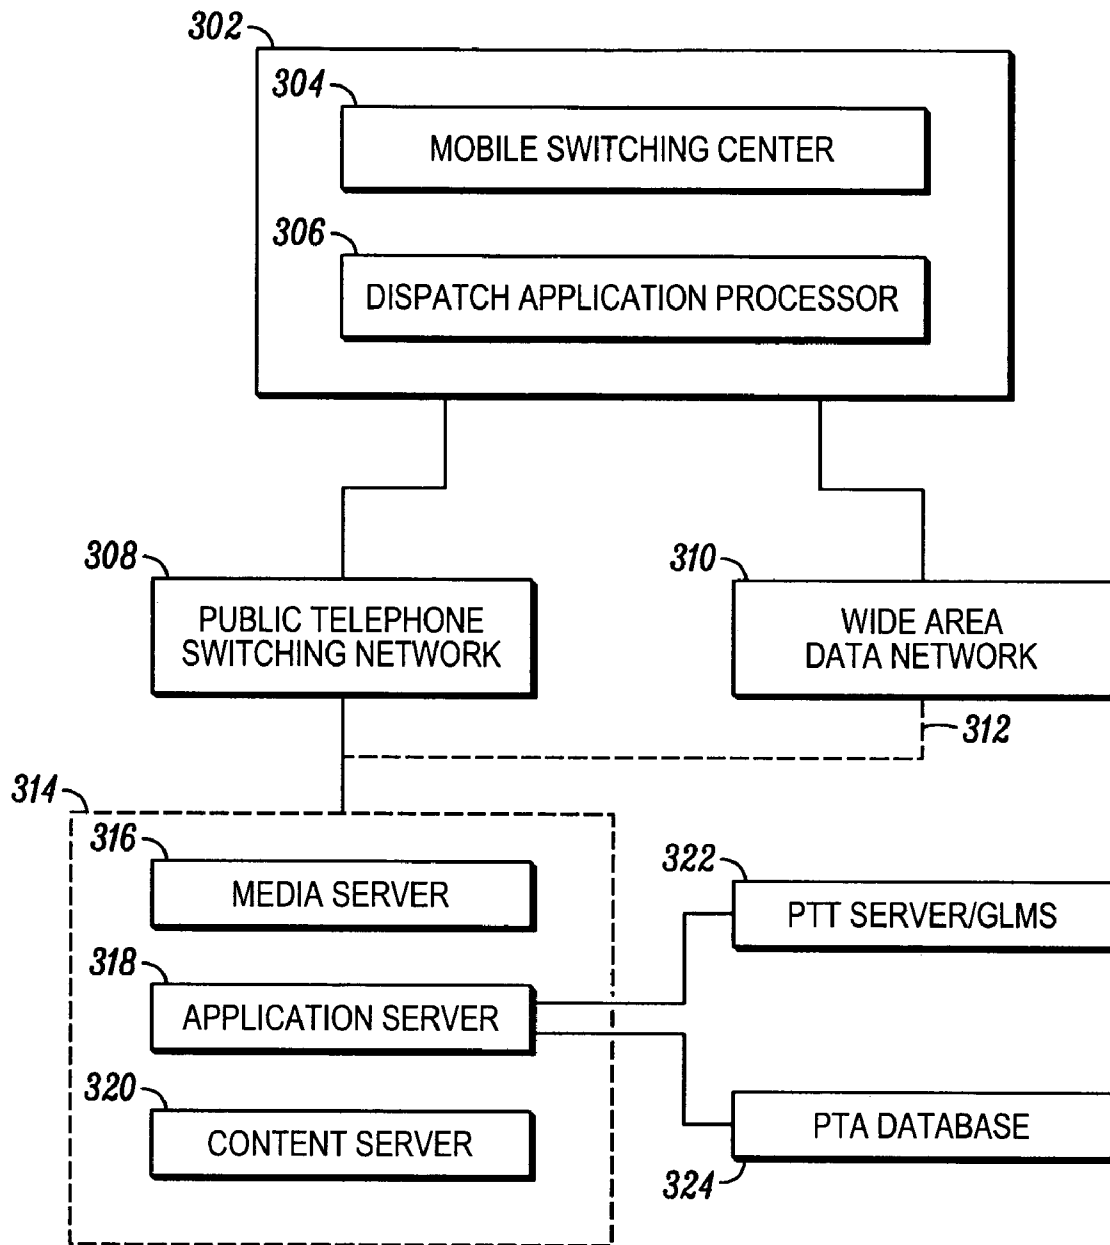 302
304
MOBILE SWITCHING CENTER
306
DISPATCH APPLICATION PROCESSOR
308
PUBLIC TELEPHONE
SWITCHING NETWORK
310
WIDE AREA
DATA NETWORK
312
314
316
MEDIA SERVER
318
APPLICATION SERVER
320
CONTENT SERVER
322
PTT SERVER/GLMS
PTA DATABASE
324